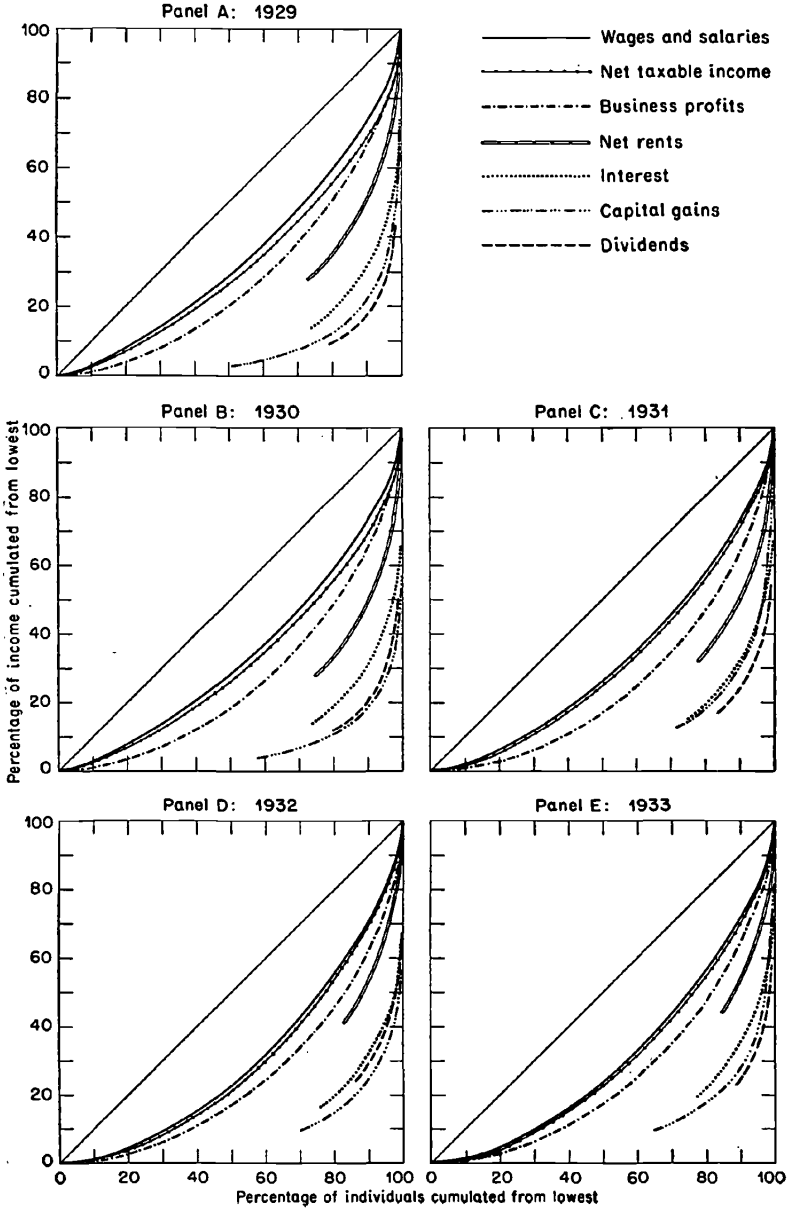 Panel A: 1929
100
80
60
40
20
0
Wages and salaries
Net taxable income
Business profits
Net rents
Interest
Capital gains
Dividends
Panel B: 1930
Panel C: 1931
100
80
60
40
20
0
Percentage of income cumulated from lowest
Panel D: 1932
Panel E: 1933
100
80
60
40
20
0
0 20 40 60 80 100
0 20 40 60 80 100
Percentage of individuals cumulated from lowest